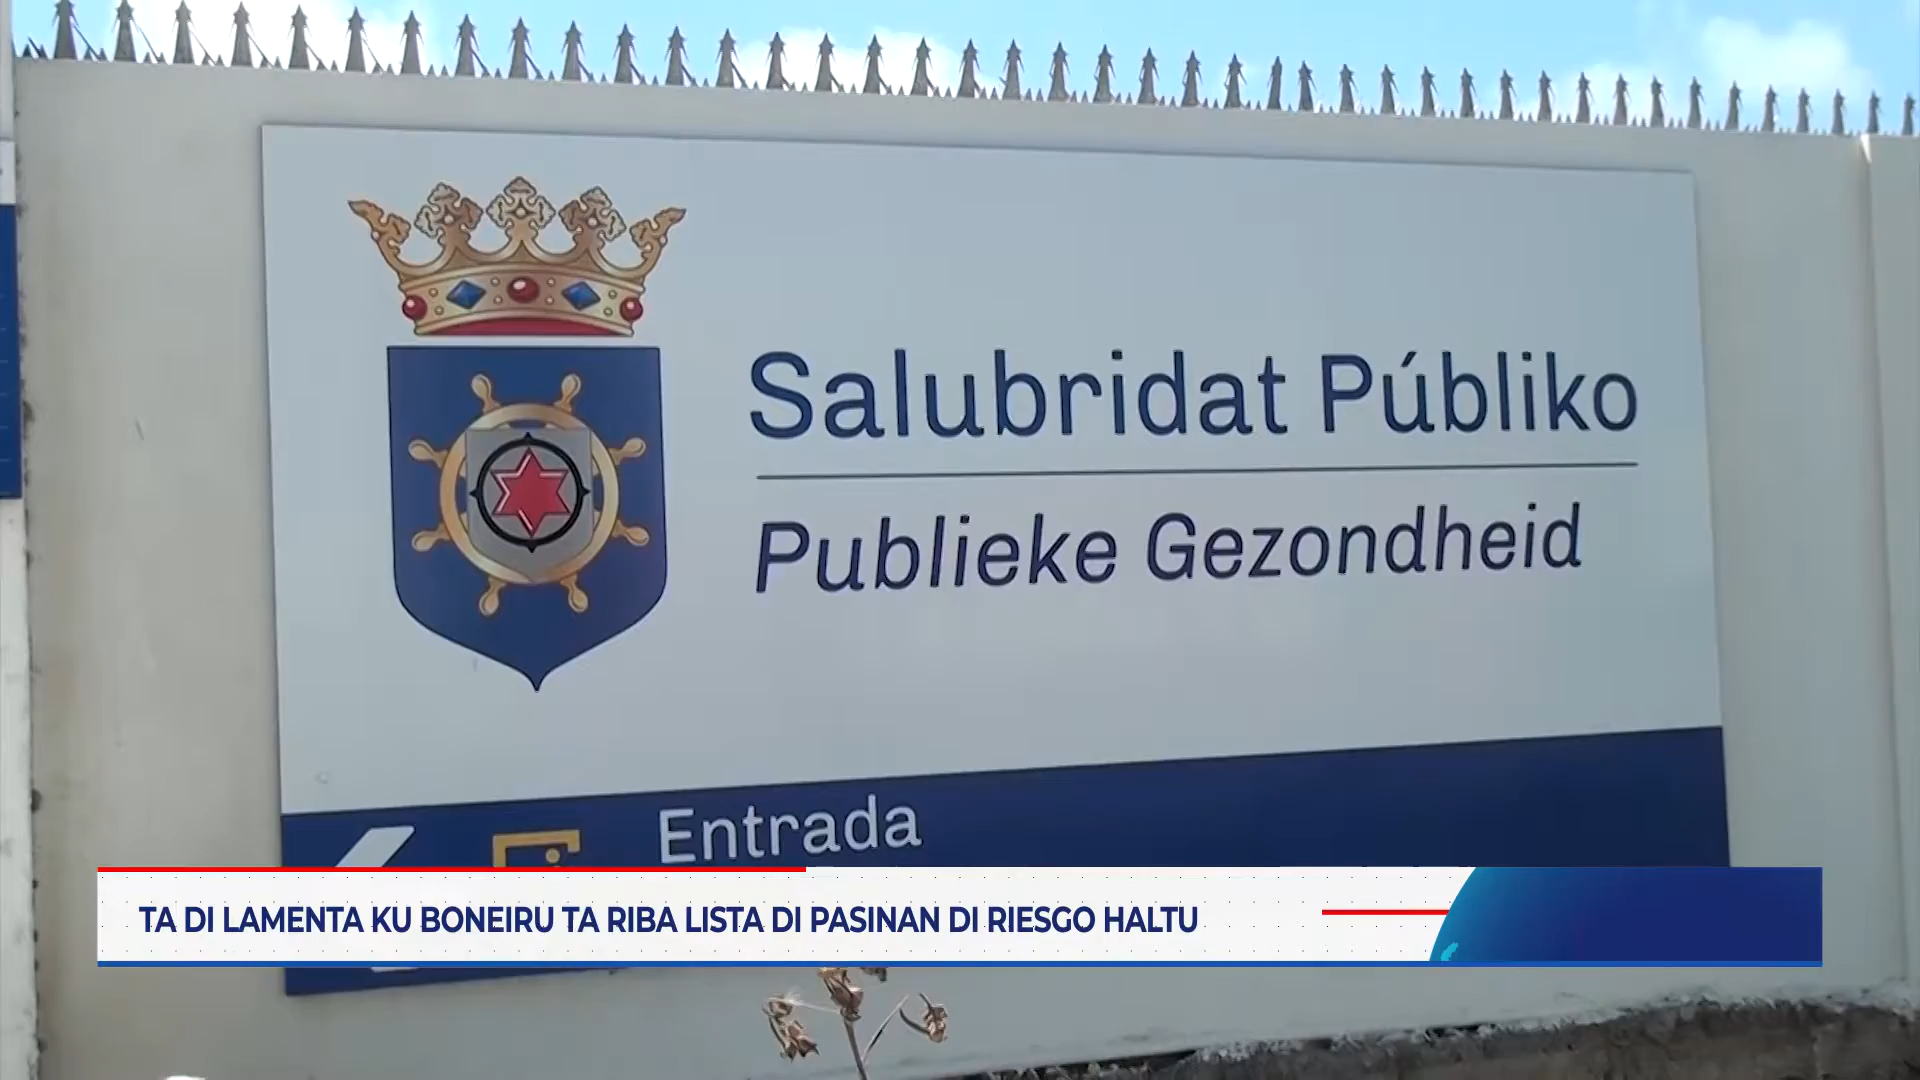 Salubridat Públiko
Publieke Gezondheid
Entrada
TA DI LAMENTA KU BONEIRU TA RIBA LISTA DI PASINAN DI RIESGO HALTU